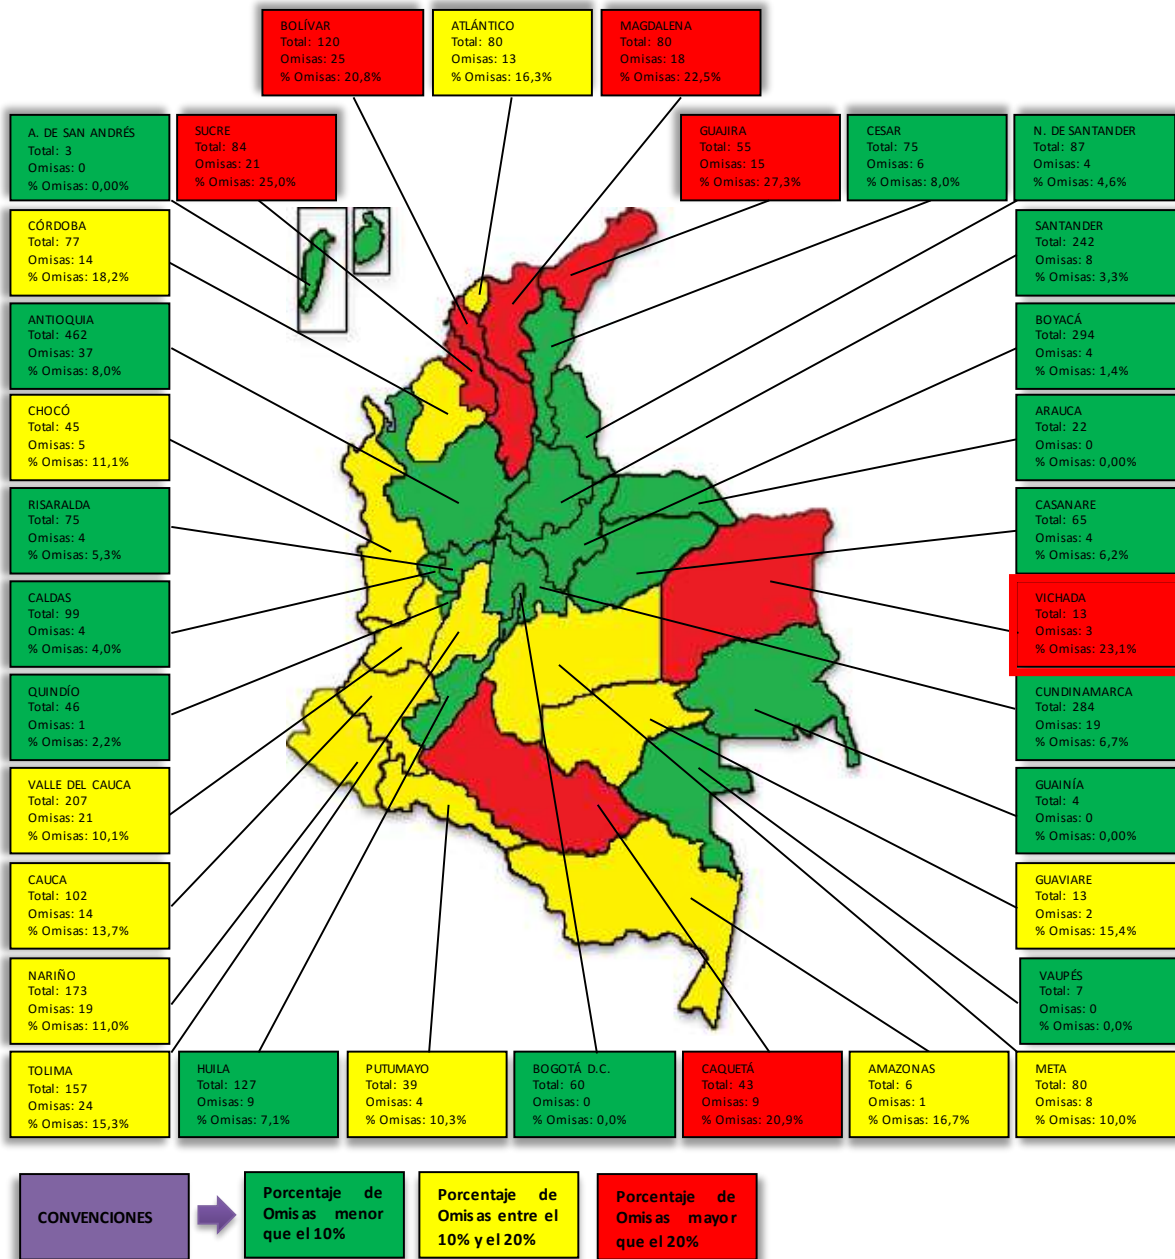 BOLÍVAR
Total: 120
Omisas: 25
% Omisas: 20,8%
ATLÁNTICO
Total: 80
Omisas: 13
% Omisas: 16,3%
MAGDALENA
Total: 80
Omisas: 18
% Omisas: 22,5%
A. DE SAN ANDRÉS
Total: 3
Omisas: 0
% Omisas: 0,00%
SUCRE
Total: 84
Omisas: 21
% Omisas: 25,0%
GUAJIRA
Total: 55
Omisas: 15
% Omisas: 27,3%
CESAR
Total: 75
Omisas: 6
% Omisas: 8,0%
N. DE SANTANDER
Total: 87
Omisas: 4
% Omisas: 4,6%
CÓRDOBA
Total: 77
Omisas: 14
% Omisas: 18,2%
SANTANDER
Total: 242
Omisas: 8
% Omisas: 3,3%
ANTIOQUIA
Total: 462
Omisas: 37
% Omisas: 8,0%
BOYACÁ
Total: 294
Omisas: 4
% Omisas: 1,4%
CHOCÓ
Total: 45
Omisas: 5
% Omisas: 11,1%
ARAUCA
Total: 22
Omisas: 0
% Omisas: 0,00%
RISARALDA
Total: 75
Omisas: 4
% Omisas: 5,3%
CASANARE
Total: 65
Omisas: 4
% Omisas: 6,2%
CALDAS
Total: 99
Omisas: 4
% Omisas: 4,0%
VICHADA
Total: 13
Omisas: 3
% Omisas: 23,1%
QUINDÍO
Total: 46
Omisas: 1
% Omisas: 2,2%
CUNDINAMARCA
Total: 284
Omisas: 19
% Omisas: 6,7%
VALLE DEL CAUCA
Total: 207
Omisas: 21
% Omisas: 10,1%
GUAINÍA
Total: 4
Omisas: 0
% Omisas: 0,00%
CAUCA
Total: 102
Omisas: 14
% Omisas: 13,7%
GUAVIARE
Total: 13
Omisas: 2
% Omisas: 15,4%
NARIÑO
Total: 173
Omisas: 19
% Omisas: 11,0%
VAUPÉS
Total: 7
Omisas: 0
% Omisas: 0,0%
TOLIMA
Total: 157
Omisas: 24
% Omisas: 15,3%
HUILA
Total: 127
Omisas: 9
% Omisas: 7,1%
PUTUMAYO
Total: 39
Omisas: 4
% Omisas: 10,3%
BOGOTÁ D.C.
Total: 60
Omisas: 0
% Omisas: 0,0%
CAQUETÁ
Total: 43
Omisas: 9
% Omisas: 20,9%
AMAZONAS
Total: 6
Omisas: 1
% Omisas: 16,7%
META
Total: 80
Omisas: 8
% Omisas: 10,0%
CONVENCIONES
Porcentaje de
Omisas menor
que el 10%
Porcentaje de
Omisas entre el
10% y el 20%
Porcentaje de
Omisas mayor
que el 20%